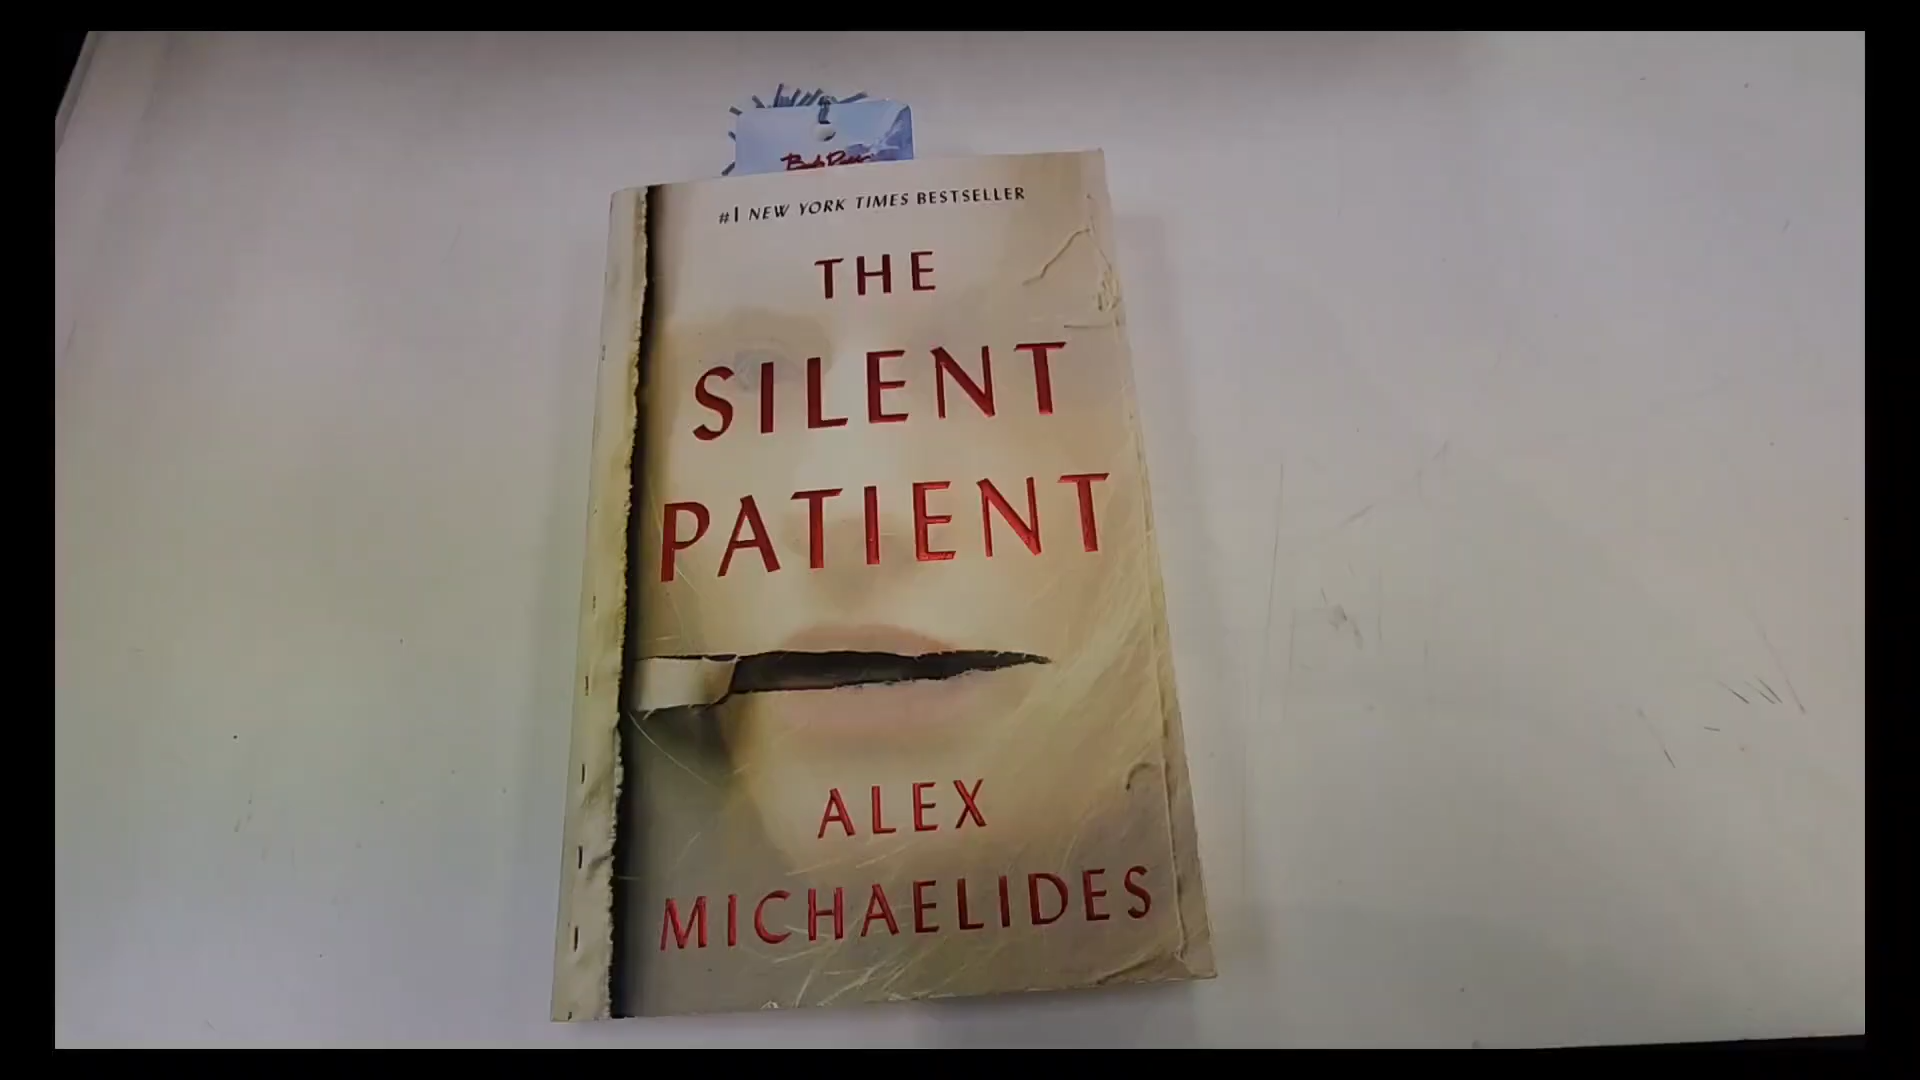 #1 NEW YORK TIMES BESTSELLER
THE
SILENT
PATIENT
ALEX
MICHAELIDES